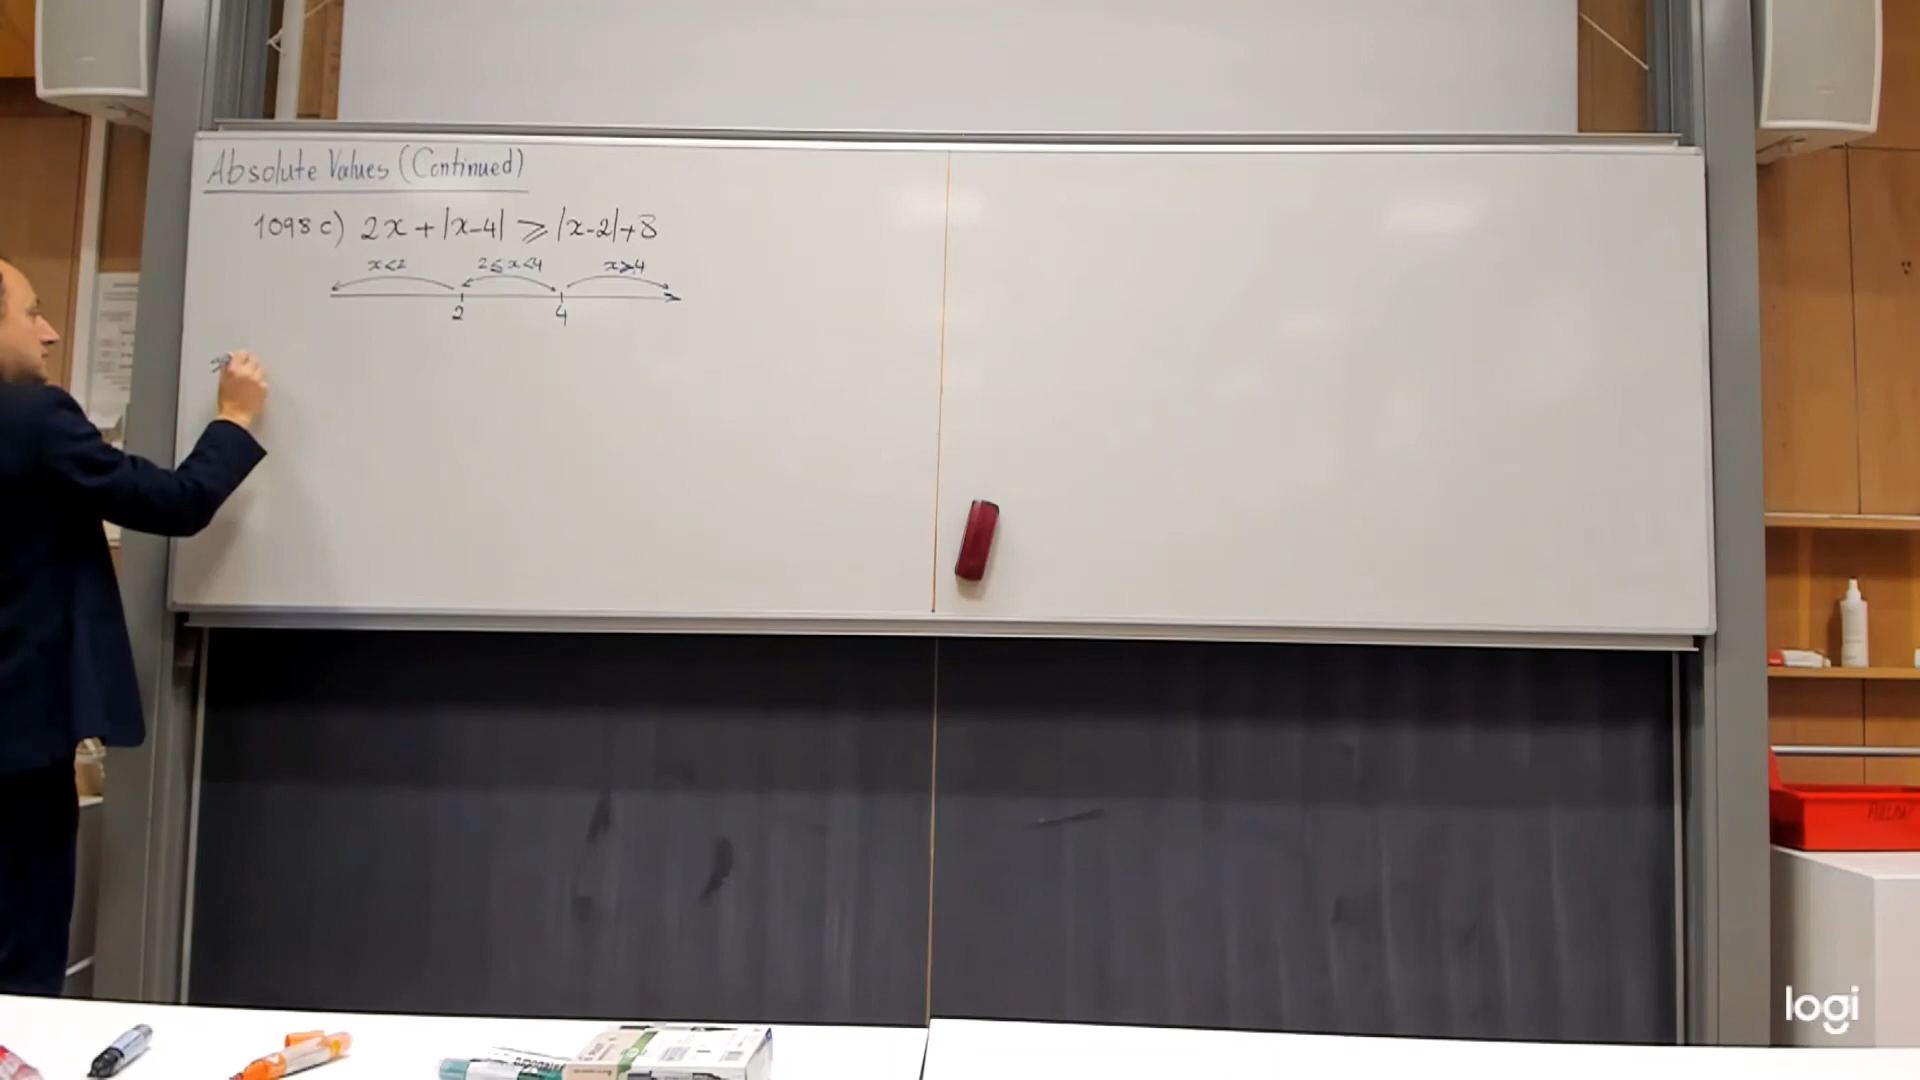 Absolute Values (Continued)
1098 c) 2x + |x-4| ⩾ |x-2| + 8
x<2 2≤x<4 x⩾4
2 4
logi